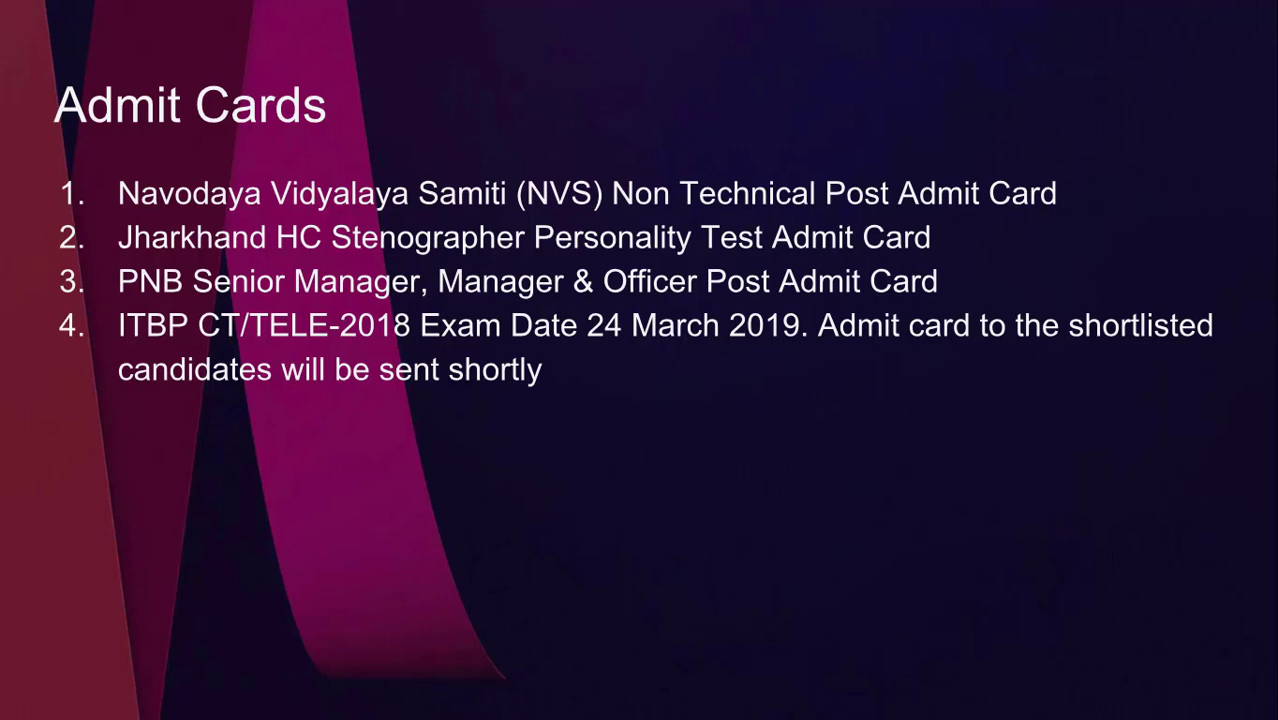 Admit Cards
1. Navodaya Vidyalaya Samiti (NVS) Non Technical Post Admit Card
2. Jharkhand HC Stenographer Personality Test Admit Card
3. PNB Senior Manager, Manager & Officer Post Admit Card
4. ITBP CT/TELE-2018 Exam Date 24 March 2019. Admit card to the shortlisted
candidates will be sent shortly